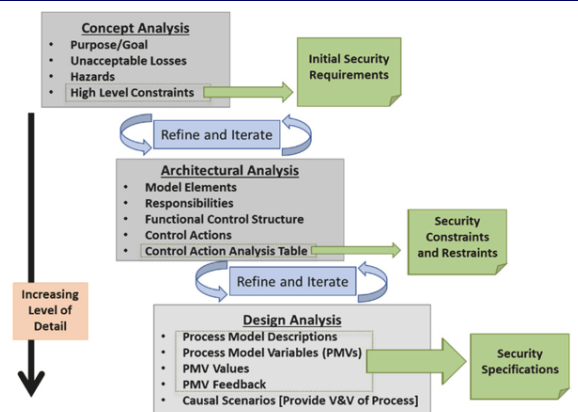 Concept Analysis
• Purpose/Goal
• Unacceptable Losses
• Hazards
• High Level Constraints
Initial Security
Requirements
Refine and Iterate
Architectural Analysis
• Model Elements
• Responsibilities
• Functional Control Structure
• Control Actions
• Control Action Analysis Table
Security
Constraints
and Restraints
Refine and Iterate
Increasing
Level of
Detail
Design Analysis
• Process Model Descriptions
• Process Model Variables (PMVs)
• PMV Values
• PMV Feedback
• Causal Scenarios [Provide V&V of Process]
Security
Specifications